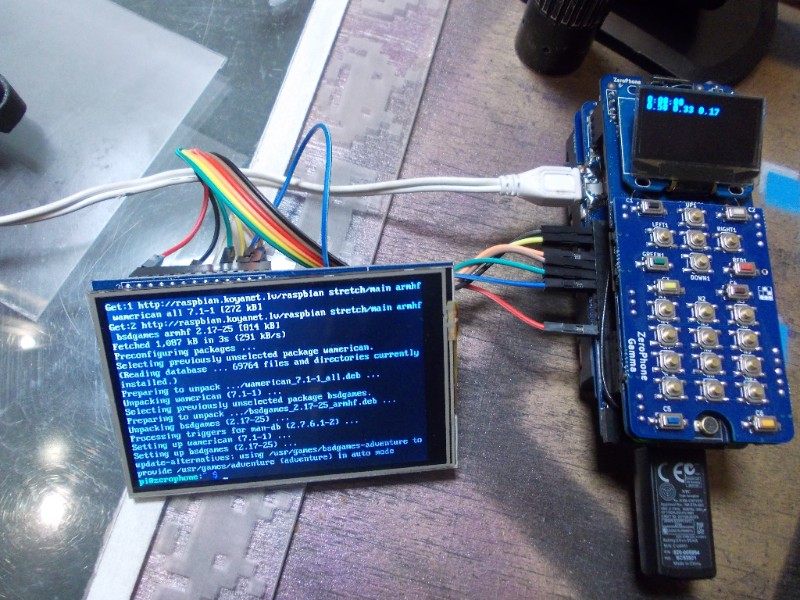 ZeroPhone
0.33 0.17
C1
UP1
C2
LEFT1
RIGHT1
GREEN1
RED1
DOWN1
N2
ZeroPhone
Gamma
C5
C6
CE
Get:1 http://raspbian.koyanet.lv/raspbian stretch/main armhf
wamerican all 7.1-1 [272 kB]
Get:2 http://raspbian.koyanet.lv/raspbian stretch/main armhf
bsdgames armhf 2.17-25 [814 kB]
Fetched 1,087 kB in 3s (291 kB/s)
Preconfiguring packages ...
Selecting previously unselected package wamerican.
(Reading database ... 69764 files and directories currently
installed.)
Preparing to unpack .../wamerican_7.1-1_all.deb ...
Unpacking wamerican (7.1-1) ...
Selecting previously unselected package bsdgames.
Preparing to unpack .../bsdgames_2.17-25_armhf.deb ...
Unpacking bsdgames (2.17-25) ...
Processing triggers for man-db (2.7.6.1-2) ...
Setting up wamerican (7.1-1) ...
Setting up bsdgames (2.17-25) ...
update-alternatives: using /usr/games/bsdgames-adventure to
provide /usr/games/adventure (adventure) in auto mode
pi@zerophone: $